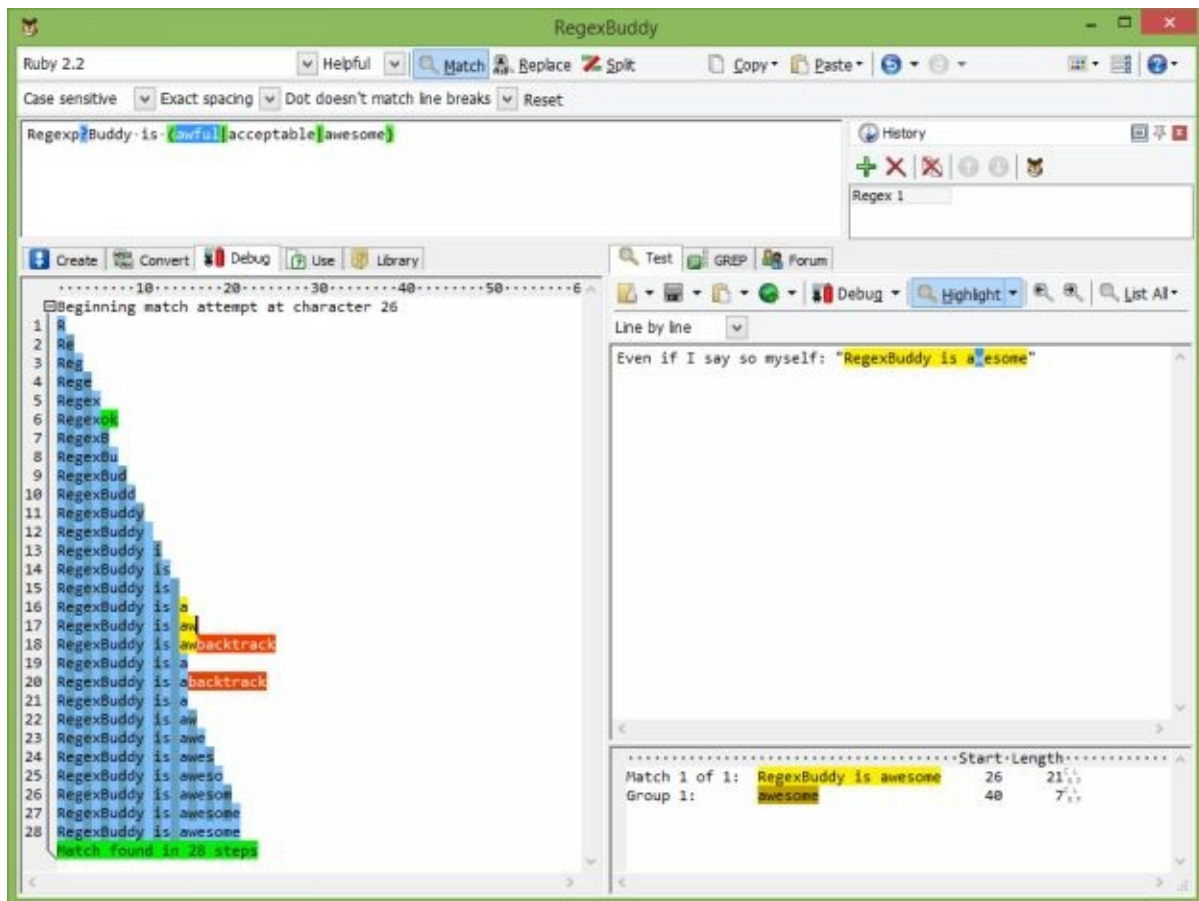 RegexBuddy
Ruby 2.2 Helpful Match Replace Split Copy Paste
Case sensitive Exact spacing Dot doesn't match line breaks Reset
Regexp?Buddy·is·(awful|acceptable|awesome)
History
Regex 1
Create Convert Debug Use Library
Test GREP Forum
Debug Highlight List All
Line by line
Even if I say so myself: "RegexBuddy is a esome"
·········10········20········30········40········50········6
Beginning match attempt at character 26
1 R
2 Re
3 Reg
4 Rege
5 Regex
6 Regexok
7 RegexB
8 RegexBu
9 RegexBud
10 RegexBudd
11 RegexBuddy
12 RegexBuddy
13 RegexBuddy i
14 RegexBuddy is
15 RegexBuddy is
16 RegexBuddy is a
17 RegexBuddy is aw
18 RegexBuddy is awbacktrack
19 RegexBuddy is a
20 RegexBuddy is abacktrack
21 RegexBuddy is a
22 RegexBuddy is aw
23 RegexBuddy is awe
24 RegexBuddy is awes
25 RegexBuddy is aweso
26 RegexBuddy is awesom
27 RegexBuddy is awesome
28 RegexBuddy is awesome
Match found in 28 steps
Start·Length
Match 1 of 1: RegexBuddy is awesome 26 21
Group 1: awesome 40 7